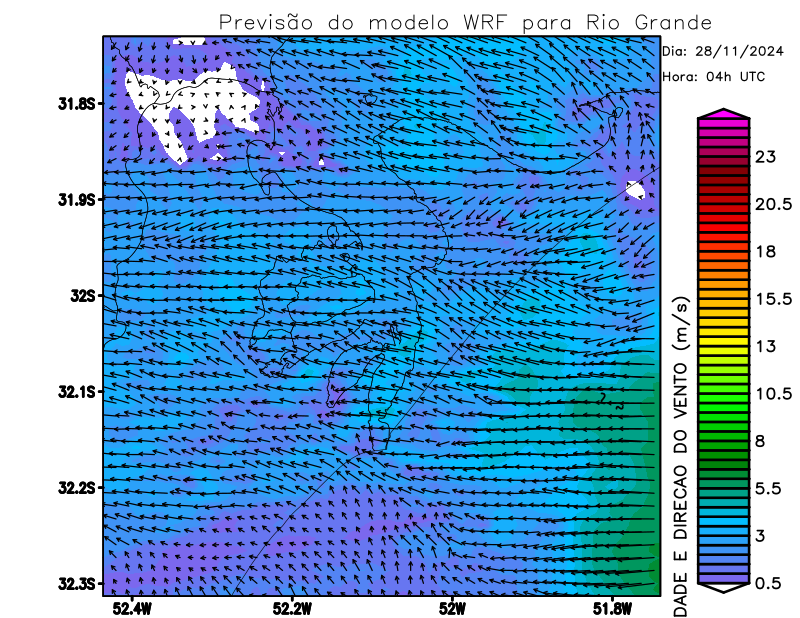 Previsão do modelo WRF para Rio Grande
Dia: 28/11/2024
Hora: 04h UTC
31.8S
31.9S
32S
32.1S
32.2S
32.3S
52.4W
52.2W
52W
51.8W
23
20.5
18
15.5
13
10.5
8
5.5
3
0.5
DADE E DIRECAO DO VENTO (m/s)